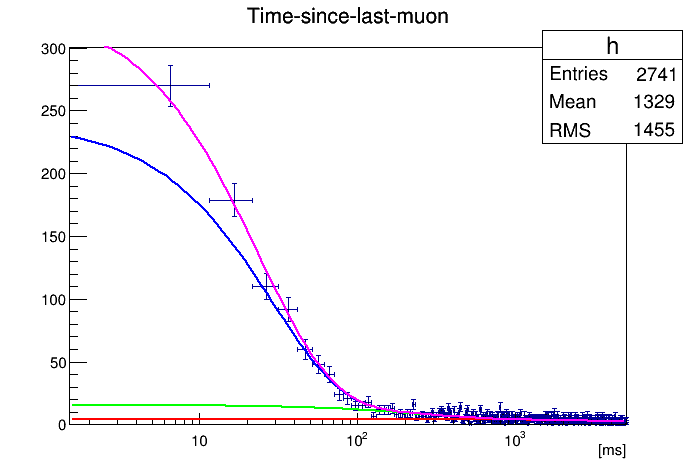 Time-since-last-muon
h
Entries 2741
Mean 1329
RMS 1455
300
250
200
150
100
50
0
10 10² 10³
[ms]